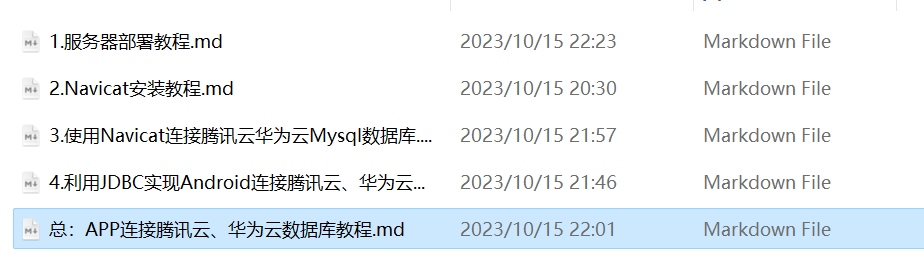 1.服务器部署教程.md 2023/10/15 22:23 Markdown File
2.Navicat安装教程.md 2023/10/15 20:30 Markdown File
3.使用Navicat连接腾讯云华为云Mysql数据库.... 2023/10/15 21:57 Markdown File
4.利用JDBC实现Android连接腾讯云、华为云... 2023/10/15 21:46 Markdown File
总：APP连接腾讯云、华为云数据库教程.md 2023/10/15 22:01 Markdown File